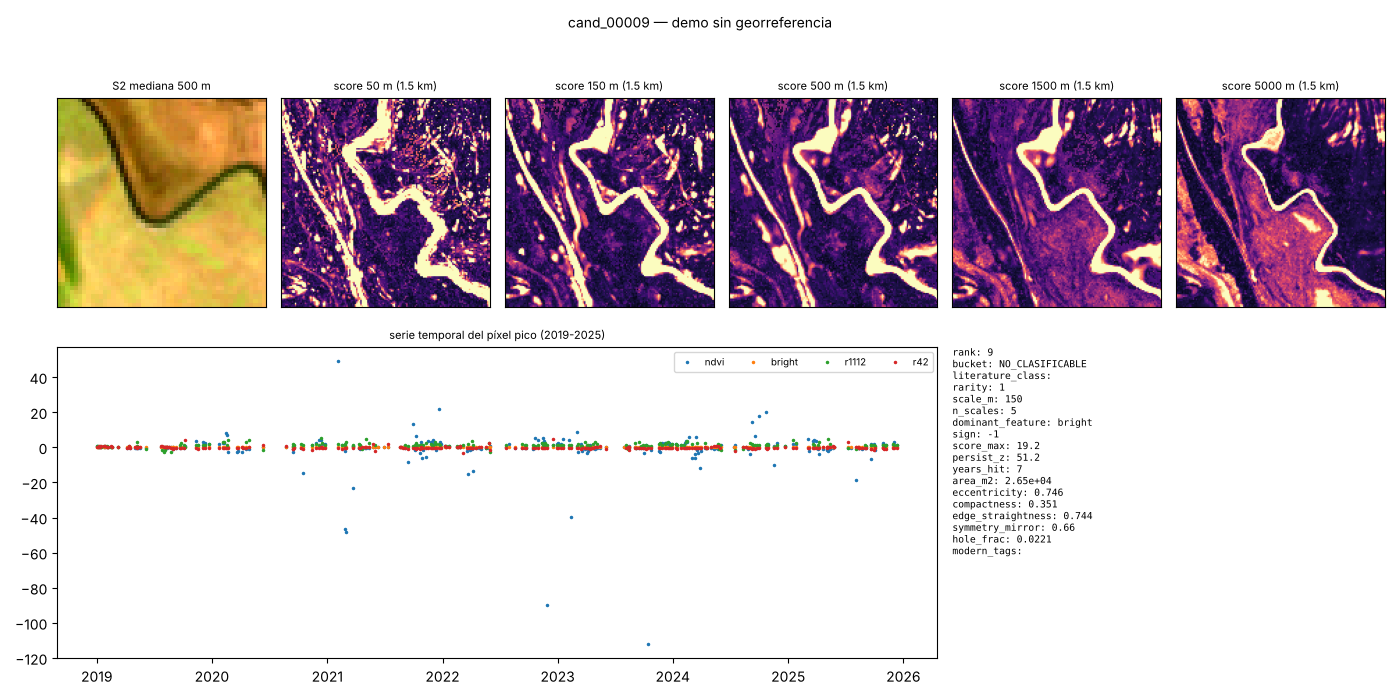 cand_00009 — demo sin georreferencia
S2 mediana 500 m
score 50 m (1.5 km)
score 150 m (1.5 km)
score 500 m (1.5 km)
score 1500 m (1.5 km)
score 5000 m (1.5 km)
serie temporal del píxel pico (2019-2025)
ndvi
bright
r1112
r42
40
20
0
−20
−40
−60
−80
−100
−120
2019
2020
2021
2022
2023
2024
2025
2026
rank: 9
bucket: NO_CLASIFICABLE
literature_class:
rarity: 1
scale_m: 150
n_scales: 5
dominant_feature: bright
sign: -1
score_max: 19.2
persist_z: 51.2
years_hit: 7
area_m2: 2.65e+04
eccentricity: 0.746
compactness: 0.351
edge_straightness: 0.744
symmetry_mirror: 0.66
hole_frac: 0.0221
modern_tags: